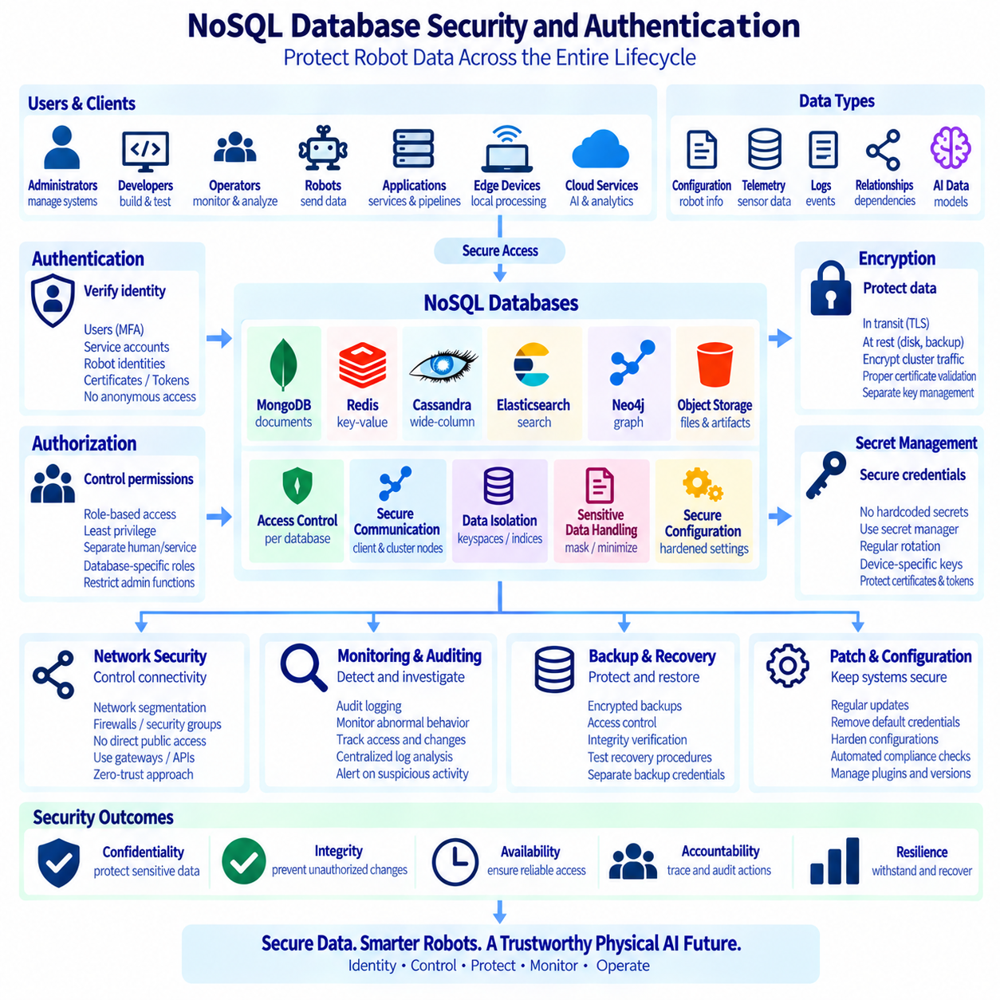 NoSQL Database Security and Authentication
Protect Robot Data Across the Entire Lifecycle
Users & Clients
Administrators
manage systems
Developers
build & test
Operators
monitor & analyze
Robots
send data
Applications
services & pipelines
Edge Devices
local processing
Cloud Services
AI & analytics
Data Types
Configuration
robot info
Telemetry
sensor data
Logs
events
Relationships
dependencies
AI Data
models
Secure Access
Authentication
Verify identity
Users (MFA)
Service accounts
Robot identities
Certificates / Tokens
No anonymous access
Authorization
Control permissions
Role-based access
Least privilege
Separate human/service
Database-specific roles
Restrict admin functions
NoSQL Databases
MongoDB
documents
Redis
key-value
Cassandra
wide-column
Elasticsearch
search
Neo4j
graph
Object Storage
files & artifacts
Access Control
per database
Secure
Communication
client & cluster nodes
Data Isolation
keyspaces / indices
Sensitive
Data Handling
mask / minimize
Secure
Configuration
hardened settings
Encryption
Protect data
In transit (TLS)
At rest (disk, backup)
Encrypt cluster traffic
Proper certificate validation
Separate key management
Secret Management
Secure credentials
No hardcoded secrets
Use secret manager
Regular rotation
Device-specific keys
Protect certificates & tokens
Network Security
Control connectivity
Network segmentation
Firewalls / security groups
No direct public access
Use gateways / APIs
Zero-trust approach
Monitoring & Auditing
Detect and investigate
Audit logging
Monitor abnormal behavior
Track access and changes
Centralized log analysis
Alert on suspicious activity
Backup & Recovery
Protect and restore
Encrypted backups
Access control
Integrity verification
Test recovery procedures
Separate backup credentials
Patch & Configuration
Keep systems secure
Regular updates
Remove default credentials
Harden configurations
Automated compliance checks
Manage plugins and versions
Security Outcomes
Confidentiality
protect sensitive data
Integrity
prevent unauthorized changes
Availability
ensure reliable access
Accountability
trace and audit actions
Resilience
withstand and recover
Secure Data. Smarter Robots. A Trustworthy Physical AI Future.
Identity • Control • Protect • Monitor • Operate